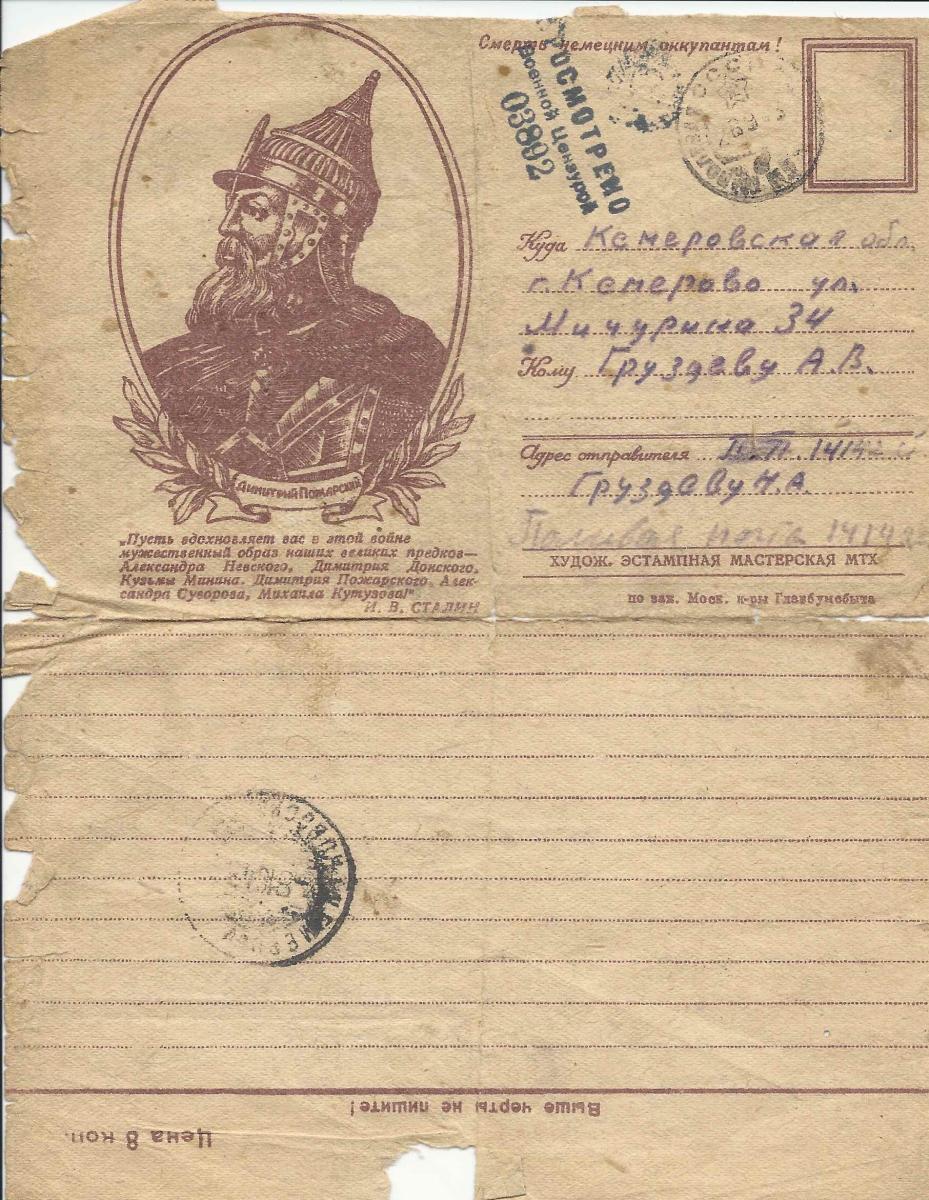 Смерть немецким оккупантам!
ПРОСМОТРЕНО
Военной Цензурой
03892
Куда Кемеровская обл.
г. Кемерово ул.
Мичурина 34
Кому Груздеву А.В.
Адрес отправителя П.П. 14142
Груздеву Н.А.
почта 14142
ХУДОЖ. ЭСТАМПНАЯ МАСТЕРСКАЯ МТХ
по зак. Моск. к-ры Главбумсбыта
ДИМИТРИЙ ПОЖАРСКИЙ
„Пусть вдохновляет вас в этой войне
мужественный образ наших великих предков—
Александра Невского, Димитрия Донского,
Кузьмы Минина, Димитрия Пожарского, Алек-
сандра Суворова, Михаила Кутузова!"
И. В. СТАЛИН
Выше черты не пишите!
Цена 8 коп.